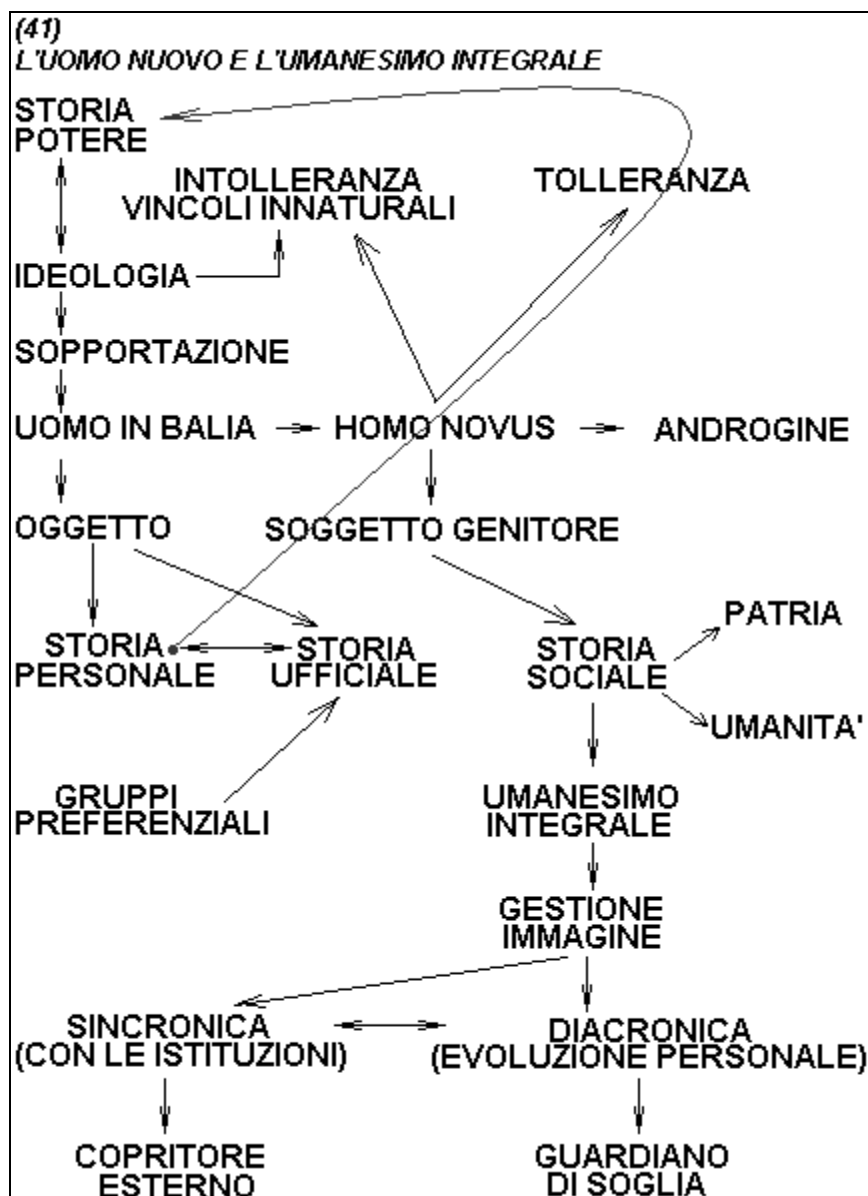 (41)
L'UOMO NUOVO E L'UMANESIMO INTEGRALE
STORIA
POTERE
INTOLLERANZA
VINCOLI INNATURALI
TOLLERANZA
IDEOLOGIA
SOPPORTAZIONE
UOMO IN BALIA
HOMO NOVUS
ANDROGINE
OGGETTO
SOGGETTO GENITORE
STORIA
PERSONALE
STORIA
UFFICIALE
STORIA
SOCIALE
PATRIA
UMANITA'
GRUPPI
PREFERENZIALI
UMANESIMO
INTEGRALE
GESTIONE
IMMAGINE
SINCRONICA
(CON LE ISTITUZIONI)
DIACRONICA
(EVOLUZIONE PERSONALE)
COPRITORE
ESTERNO
GUARDIANO
DI SOGLIA